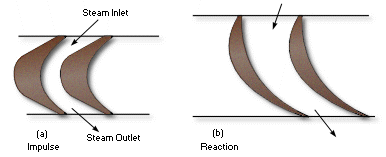 Steam Inlet
(a)
Impulse
Steam Outlet
(b)
Reaction